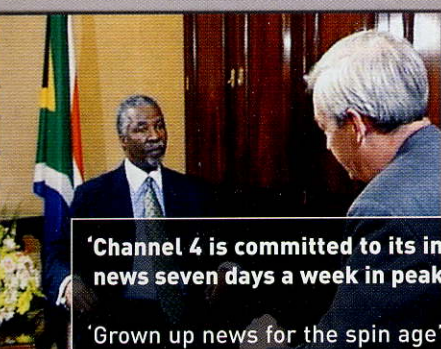 ‘Channel 4 is committed to its in
news seven days a week in peak
‘Grown up news for the spin age’